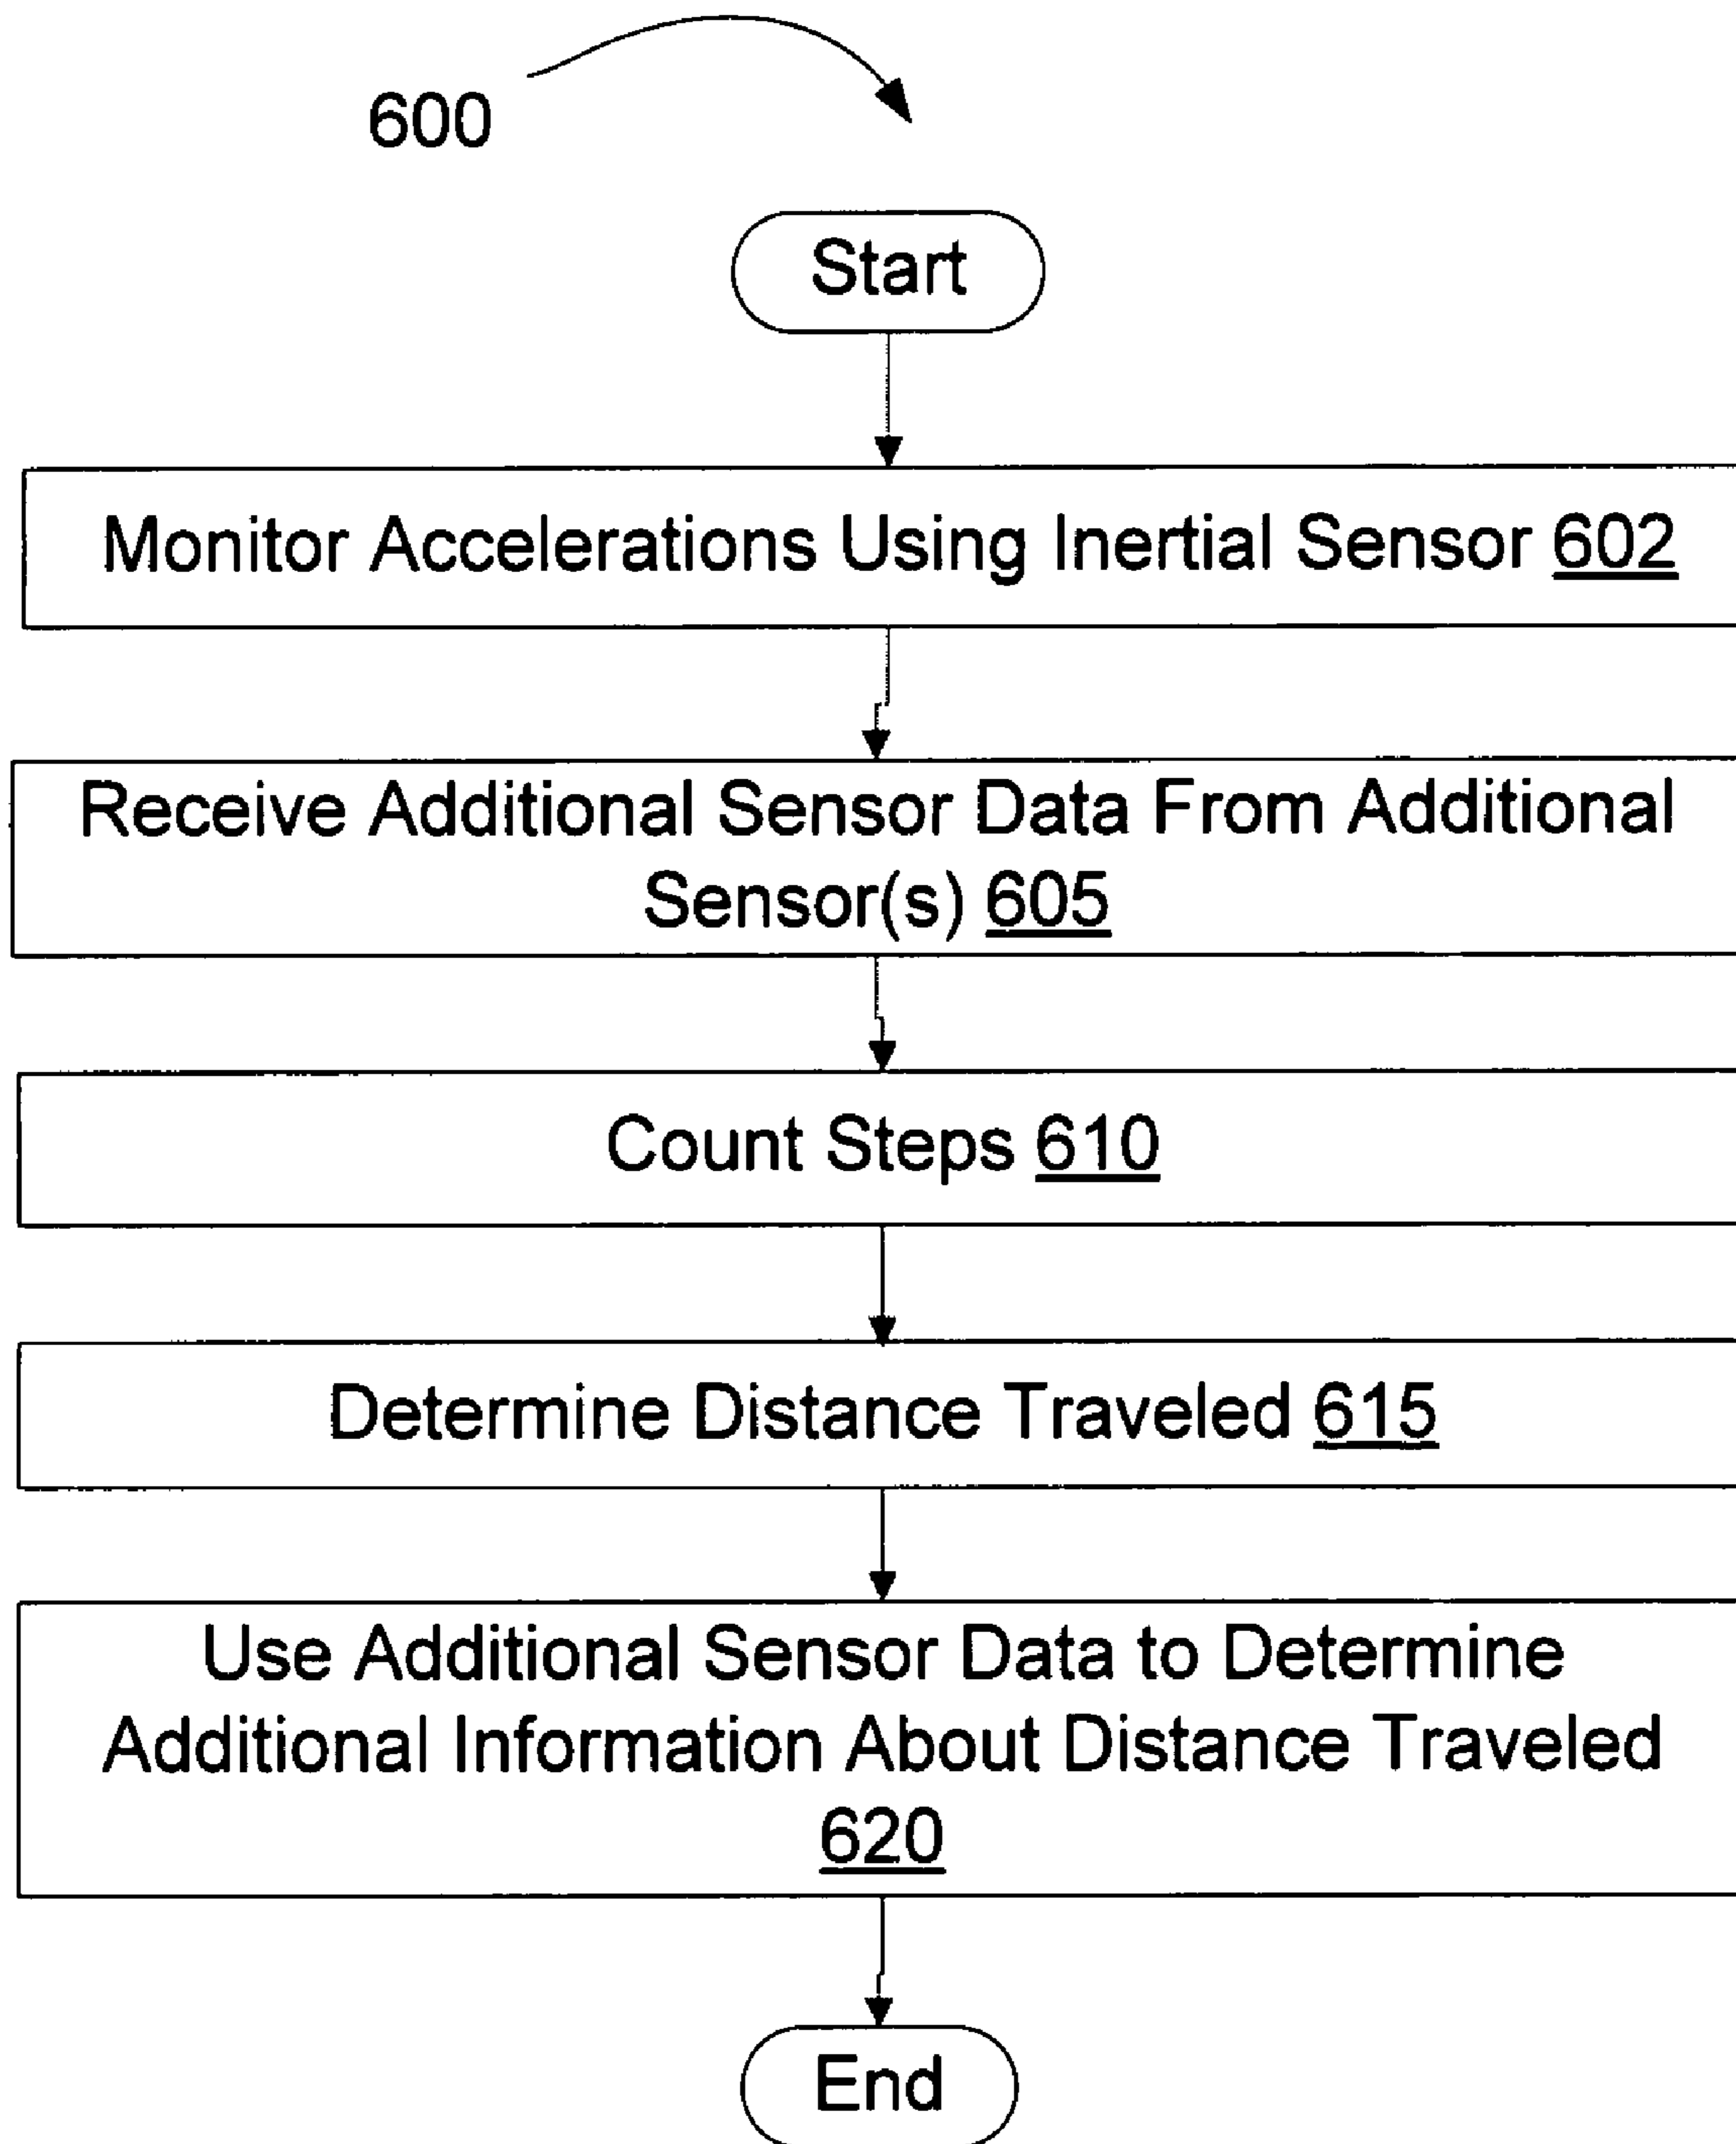 600
Start
Monitor Accelerations Using Inertial Sensor 602
Receive Additional Sensor Data From Additional
Sensor(s) 605
Count Steps 610
Determine Distance Traveled 615
Use Additional Sensor Data to Determine
Additional Information About Distance Traveled
620
End